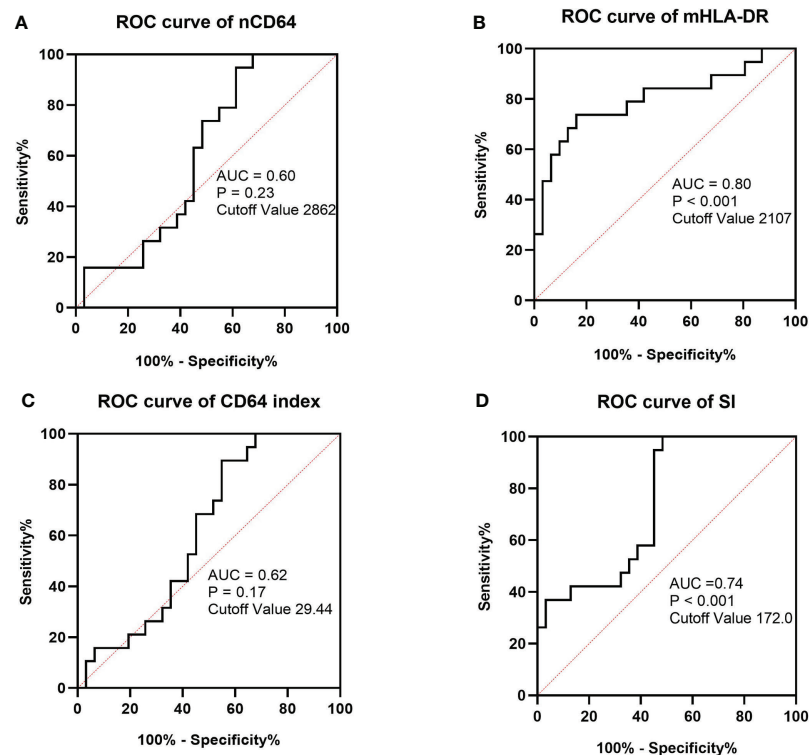 A
ROC curve of nCD64
100
80
60
40
20
0
Sensitivity%
AUC = 0.60
P = 0.23
Cutoff Value 2862
0 20 40 60 80 100
100% - Specificity%
B
ROC curve of mHLA-DR
100
80
60
40
20
0
Sensitivity%
AUC = 0.80
P < 0.001
Cutoff Value 2107
0 20 40 60 80 100
100% - Specificity%
C
ROC curve of CD64 index
100
80
60
40
20
0
Sensitivity%
AUC = 0.62
P = 0.17
Cutoff Value 29.44
0 20 40 60 80 100
100% - Specificity%
D
ROC curve of SI
100
80
60
40
20
0
Sensitivity%
AUC =0.74
P < 0.001
Cutoff Value 172.0
0 20 40 60 80 100
100% - Specificity%